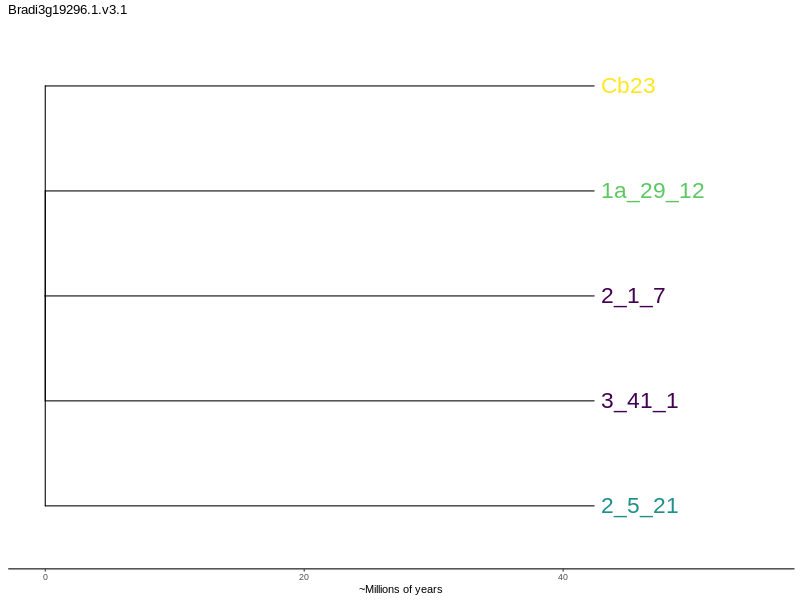 Bradi3g19296.1.v3.1
Cb23
1a_29_12
2_1_7
3_41_1
2_5_21
0 20 40
~Millions of years